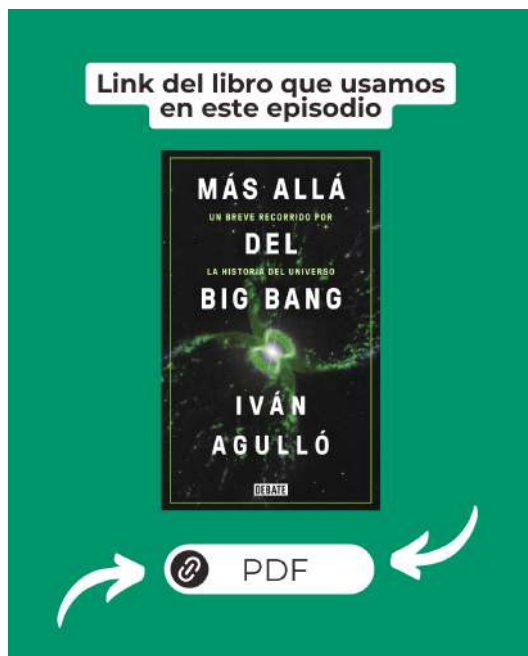 Link del libro que usamos
en este episodio
MÁS ALLÁ
UN BREVE RECORRIDO POR
DEL
LA HISTORIA DEL UNIVERSO
BIG BANG
IVÁN
AGULLÓ
DEBATE
PDF